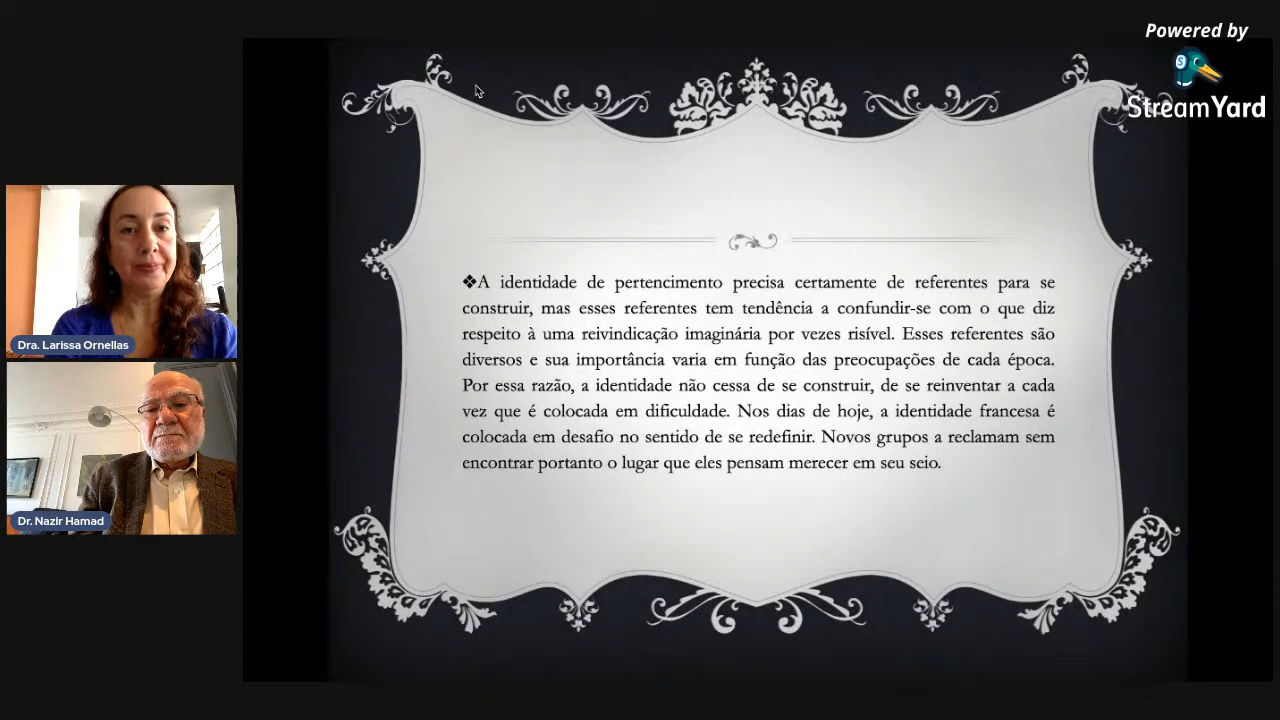 Powered by
StreamYard
❖A identidade de pertencimento precisa certamente de referentes para se
construir, mas esses referentes tem tendência a confundir-se com o que diz
respeito à uma reivindicação imaginária por vezes risível. Esses referentes são
diversos e sua importância varia em função das preocupações de cada época.
Por essa razão, a identidade não cessa de se construir, de se reinventar a cada
vez que é colocada em dificuldade. Nos dias de hoje, a identidade francesa é
colocada em desafio no sentido de se redefinir. Novos grupos a reclamam sem
encontrar portanto o lugar que eles pensam merecer em seu seio.
Dra. Larissa Ornellas
Dr. Nazir Hamad